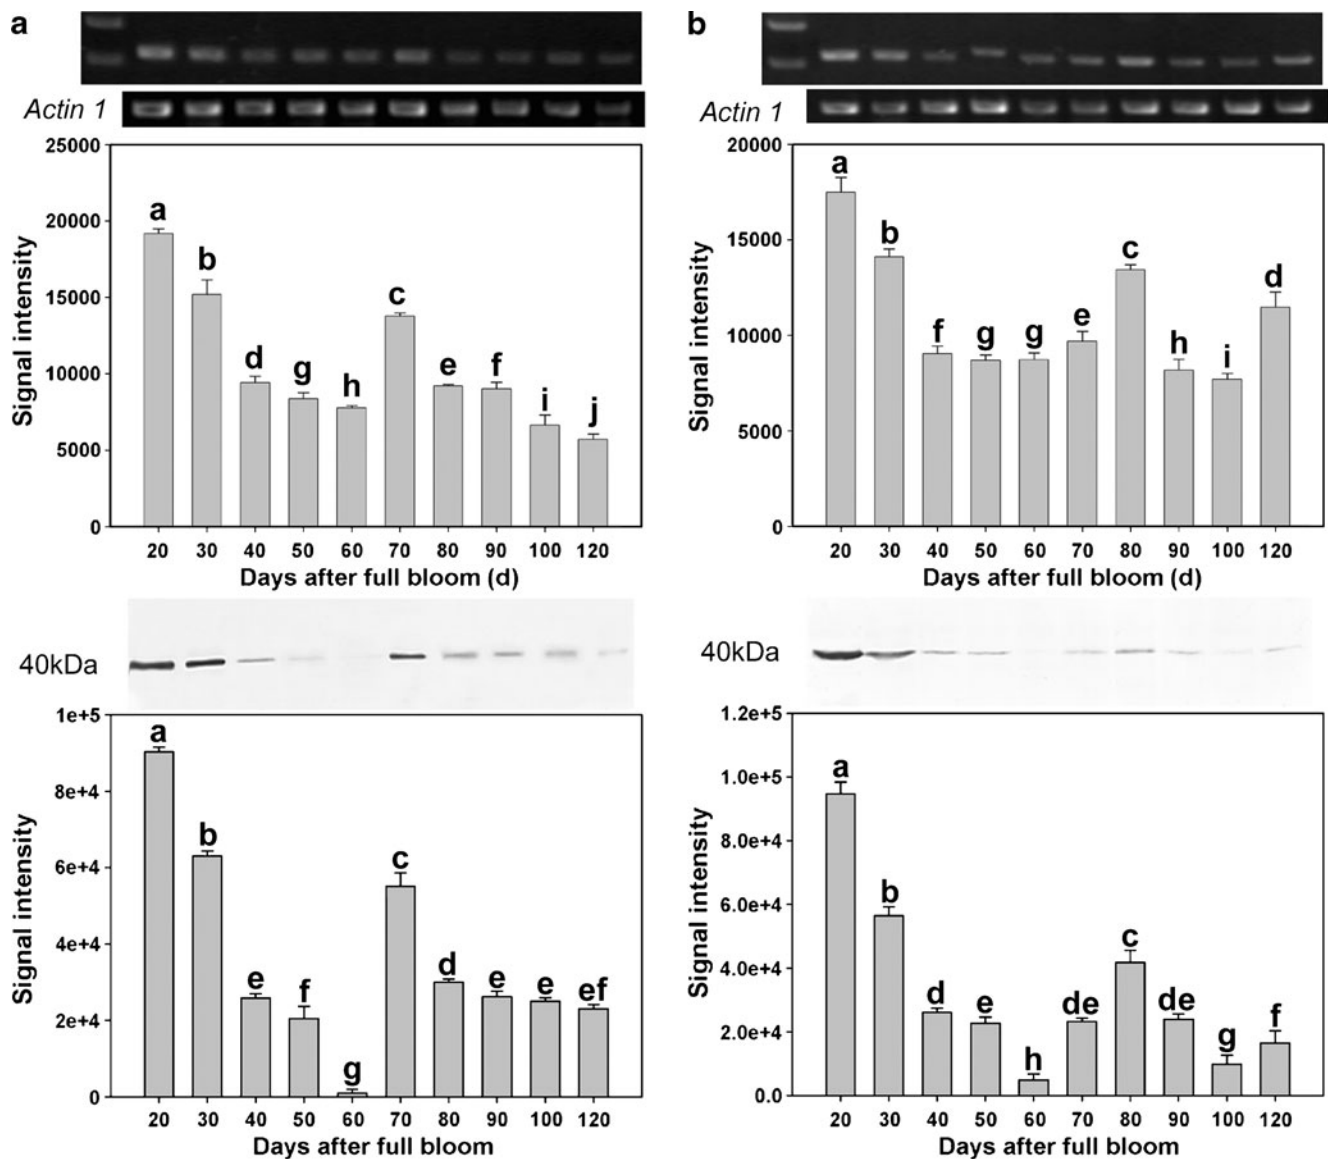 a
Actin 1
25000
20000
15000
10000
5000
0
Signal intensity
a b d g h c e f i j
20 30 40 50 60 70 80 90 100 120
Days after full bloom (d)
40kDa
1e+5
8e+4
6e+4
4e+4
2e+4
0
Signal intensity
a b e f g c d e e ef
20 30 40 50 60 70 80 90 100 120
Days after full bloom
b
Actin 1
20000
15000
10000
5000
0
Signal intensity
a b f g g e c h i d
20 30 40 50 60 70 80 90 100 120
Days after full bloom (d)
40kDa
1.2e+5
1.0e+5
8.0e+4
6.0e+4
4.0e+4
2.0e+4
0.0
Signal intensity
a b d e h de c de g f
20 30 40 50 60 70 80 90 100 120
Days after full bloom